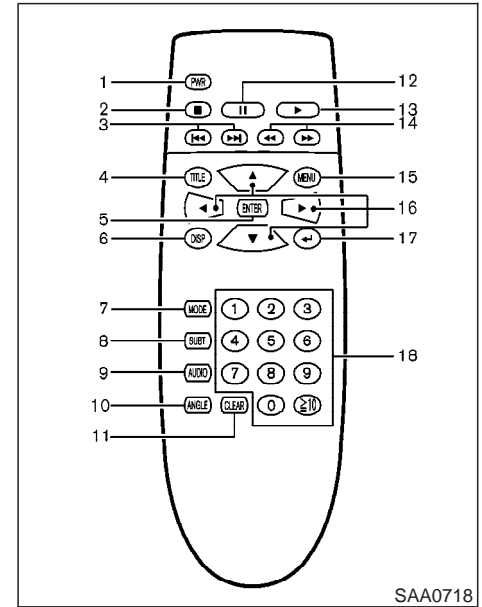 1 PWR 12
2 13
3 14
4 TITLE MENU 15
5 ENTER 16
6 DISP 17
7 MODE 1 2 3
8 SUBT 4 5 6 18
9 AUDIO 7 8 9
10 ANGLE CLEAR 0 ≧10
11
SAA0718